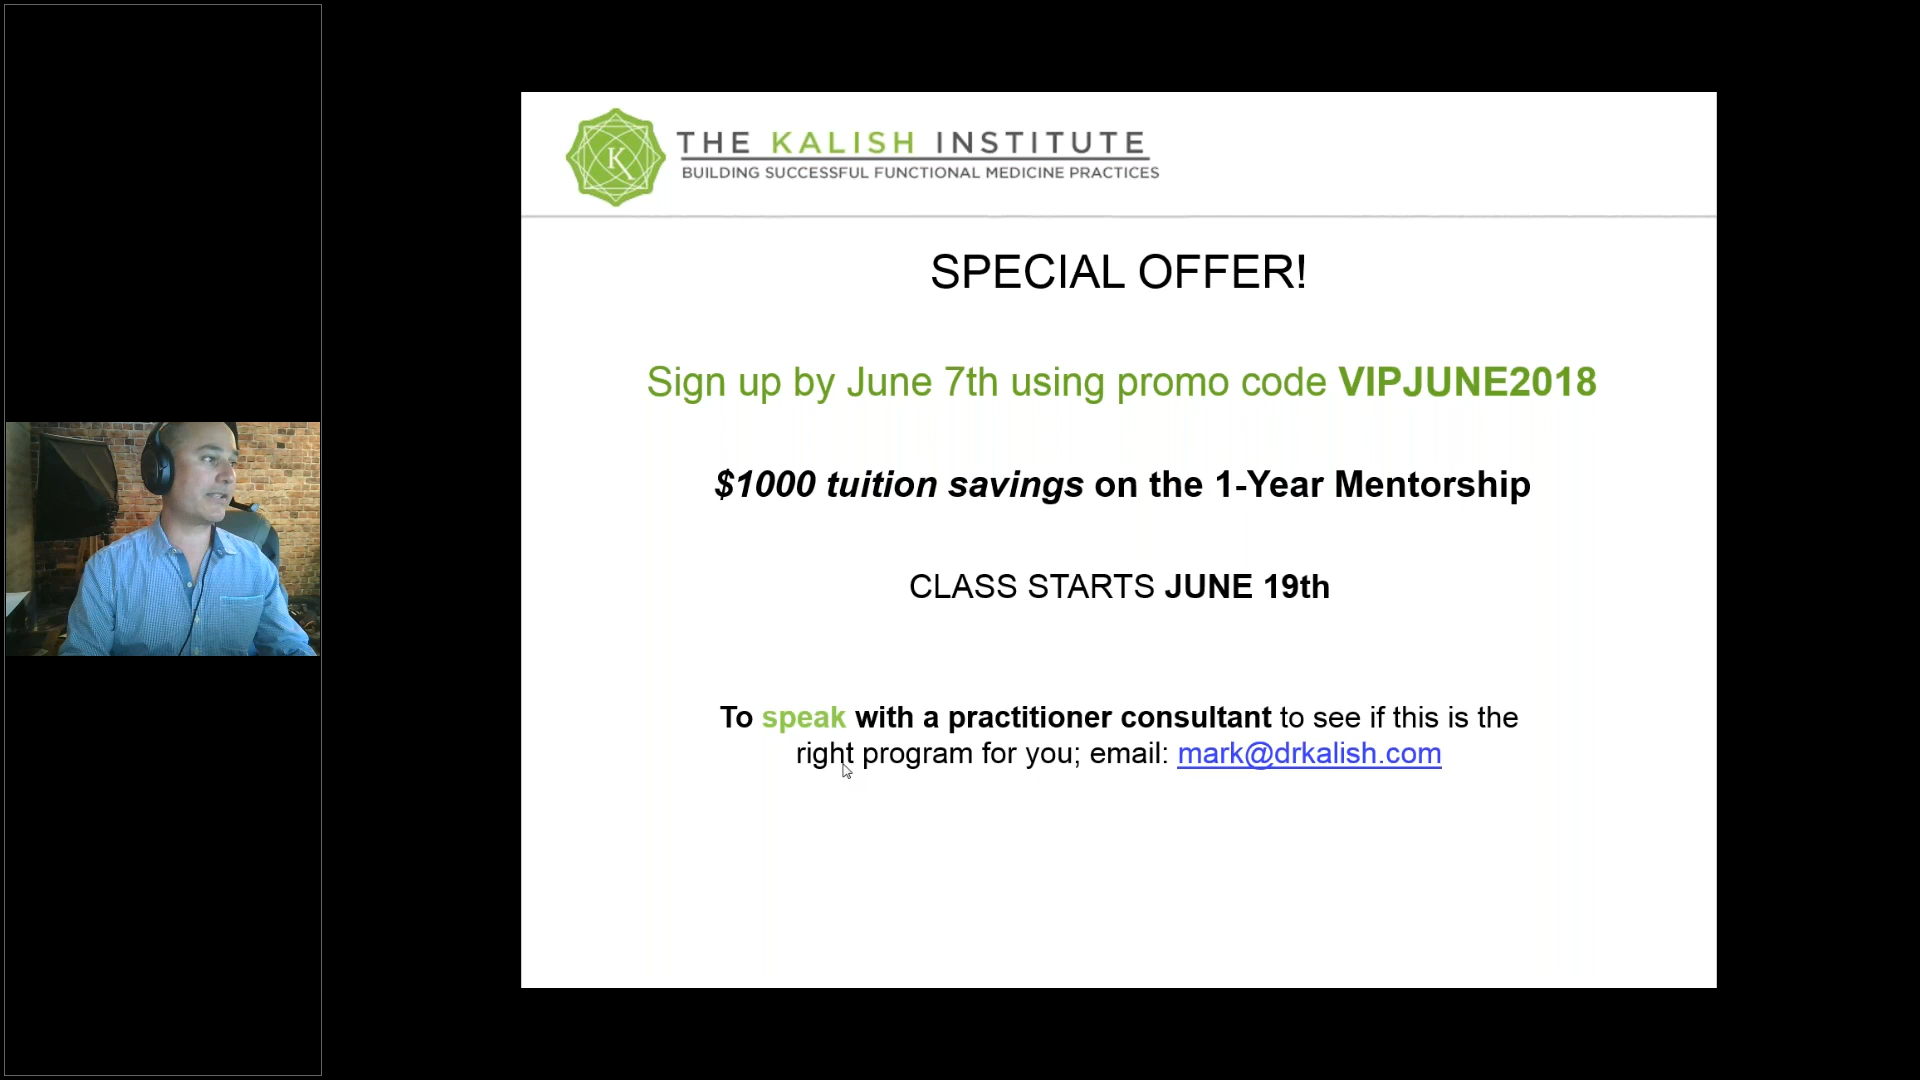 K
THE KALISH INSTITUTE
BUILDING SUCCESSFUL FUNCTIONAL MEDICINE PRACTICES
SPECIAL OFFER!
Sign up by June 7th using promo code VIPJUNE2018
$1000 tuition savings on the 1-Year Mentorship
CLASS STARTS JUNE 19th
To speak with a practitioner consultant to see if this is the
right program for you; email: mark@drkalish.com